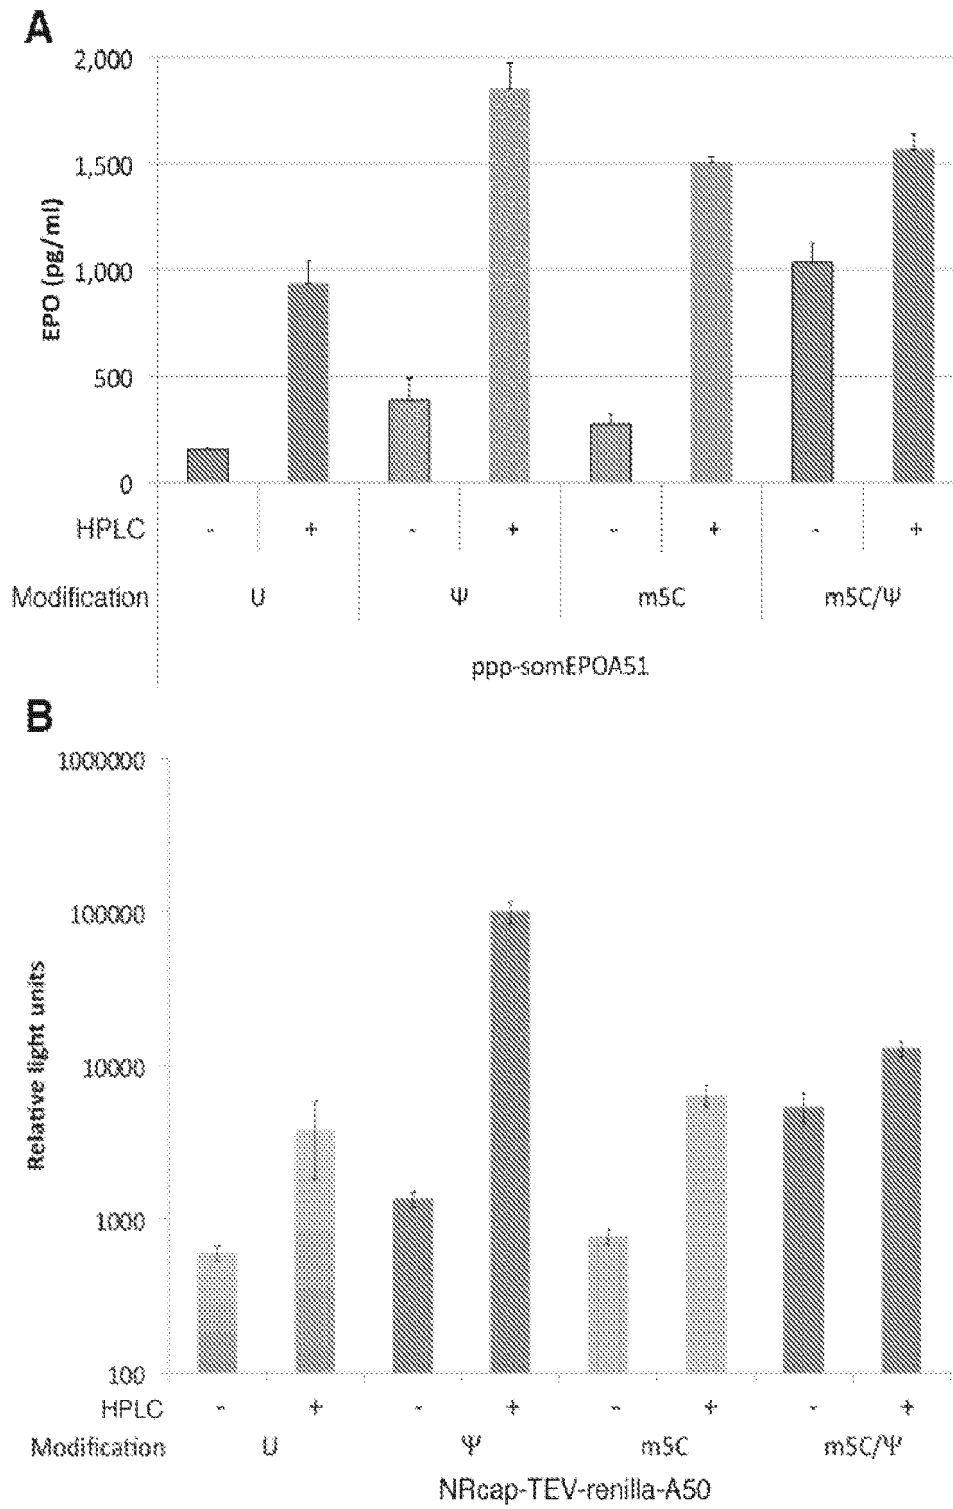 A
2,000
1,500
1,000
500
0
EPO (pg/ml)
HPLC - + - + - + - +
Modification U Ψ m5C m5C/Ψ
ppp-somEPOA51
B
1000000
100000
10000
1000
100
Relative light units
HPLC - + - + - + - +
Modification U Ψ m5C m5C/Ψ
NRcap-TEV-renilla-A50